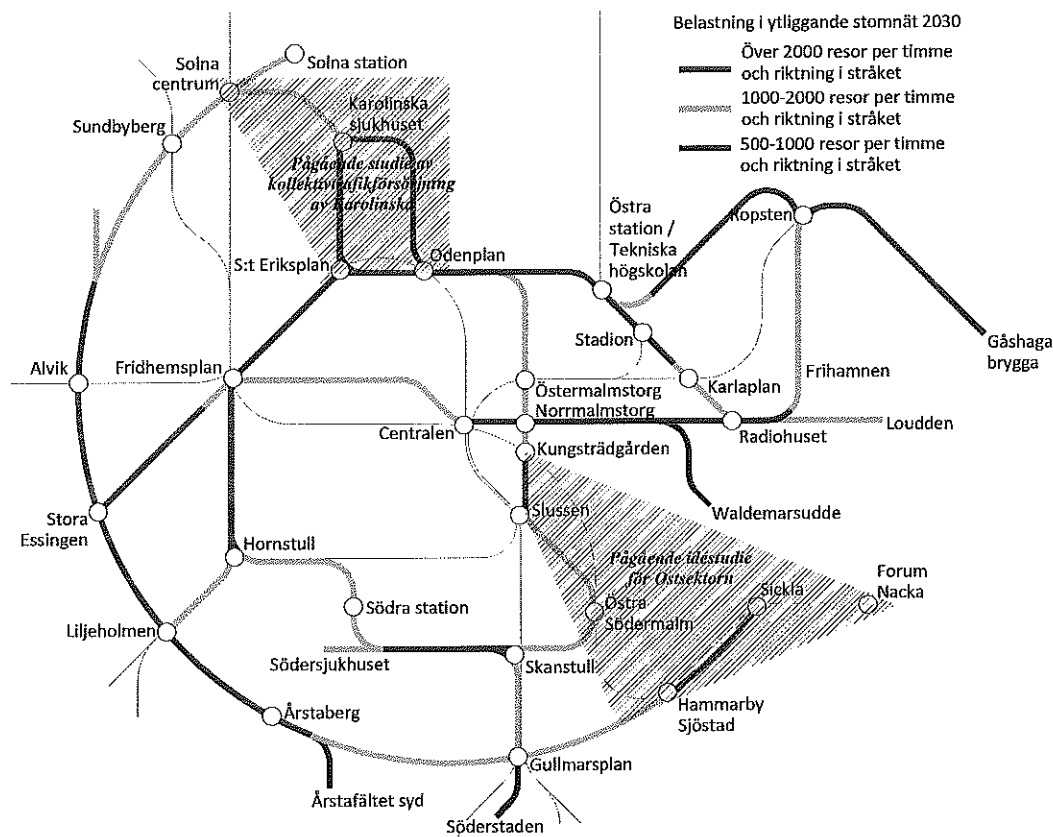 Belastning i ytliggande stomnät 2030
Över 2000 resor per timme
och riktning i stråket
1000-2000 resor per timme
och riktning i stråket
500-1000 resor per timme
och riktning i stråket
Solna
centrum
Solna station
Sundbyberg
Karolinska
sjukhuset
Pågående studie av
kollektivtrafikförsörjning
av Karolinska
S:t Eriksplan
Odenplan
Östra
station /
Tekniska
högskolan
Ropsten
Stadion
Gåshaga
brygga
Alvik
Fridhemsplan
Östermalmstorg
Karlaplan
Frihamnen
Norrmalmstorg
Centralen
Radiohuset
Loudden
Kungsträdgården
Stora
Essingen
Slussen
Waldemarsudde
Hornstull
Pågående idéstudie
för Ostsektorn
Sickla
Forum
Nacka
Södra station
Östra
Södermalm
Liljeholmen
Södersjukhuset
Skanstull
Hammarby
Sjöstad
Årstaberg
Gullmarsplan
Årstafältet syd
Söderstaden